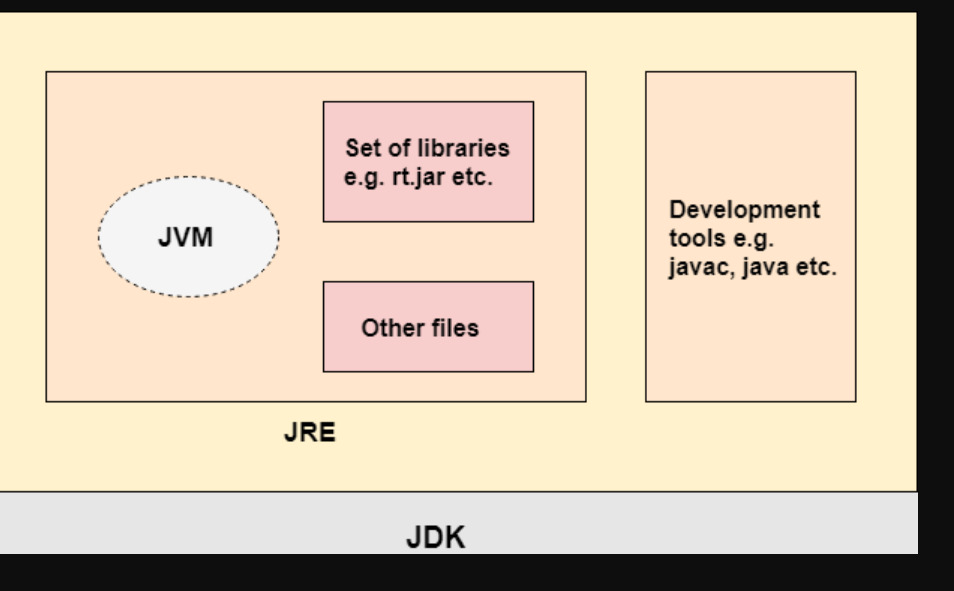 Set of libraries
e.g. rt.jar etc.
JVM
Development
tools e.g.
javac, java etc.
Other files
JRE
JDK